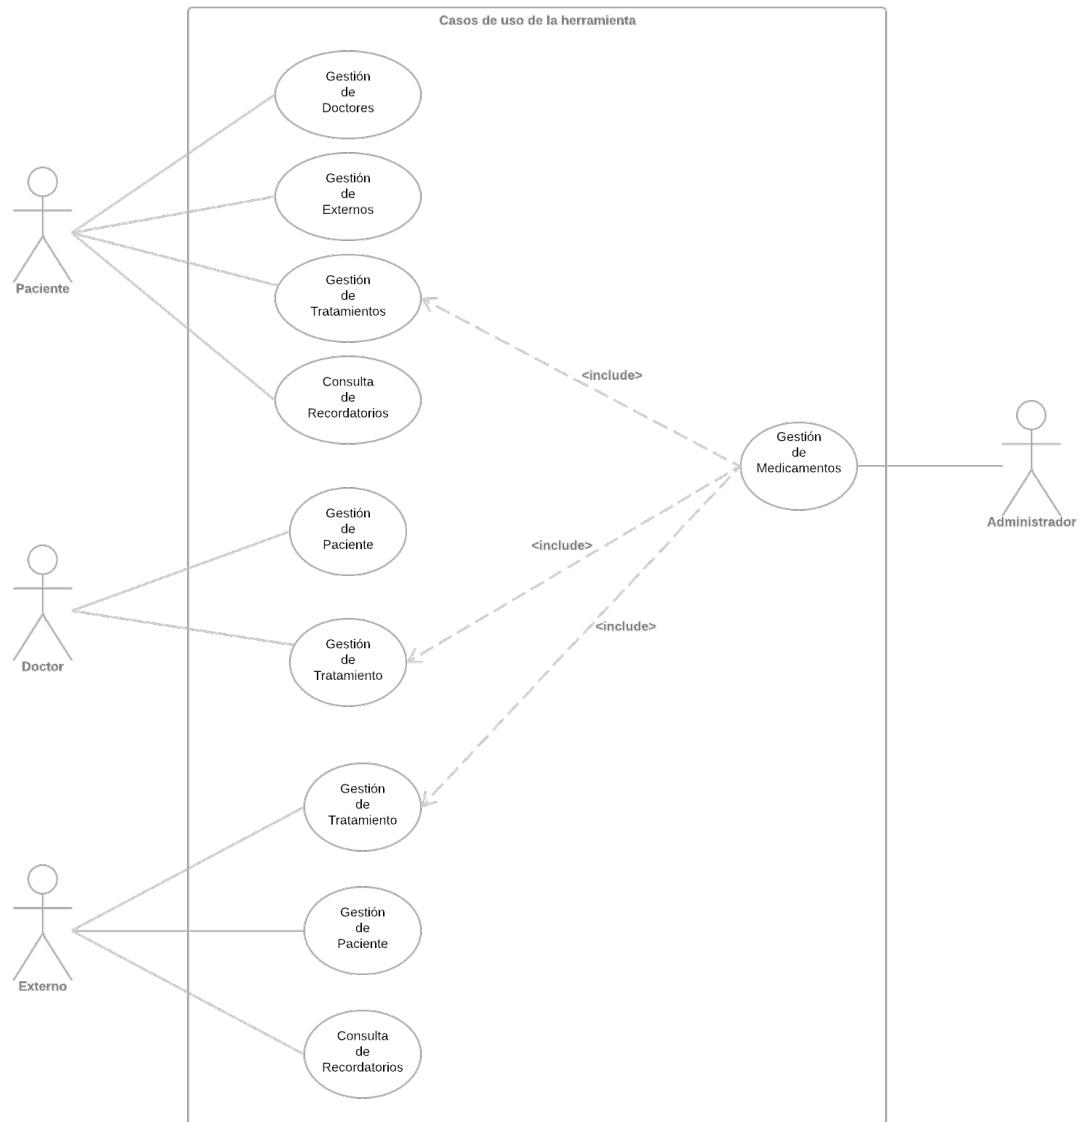 Casos de uso de la herramienta
Gestión
de
Doctores
Gestión
de
Externos
Paciente
Gestión
de
Tratamientos
<include>
Consulta
de
Recordatorios
Gestión
de
Medicamentos
Administrador
Gestión
de
Paciente
<include>
Doctor
Gestión
de
Tratamiento
<include>
Gestión
de
Tratamiento
Externo
Gestión
de
Paciente
Consulta
de
Recordatorios